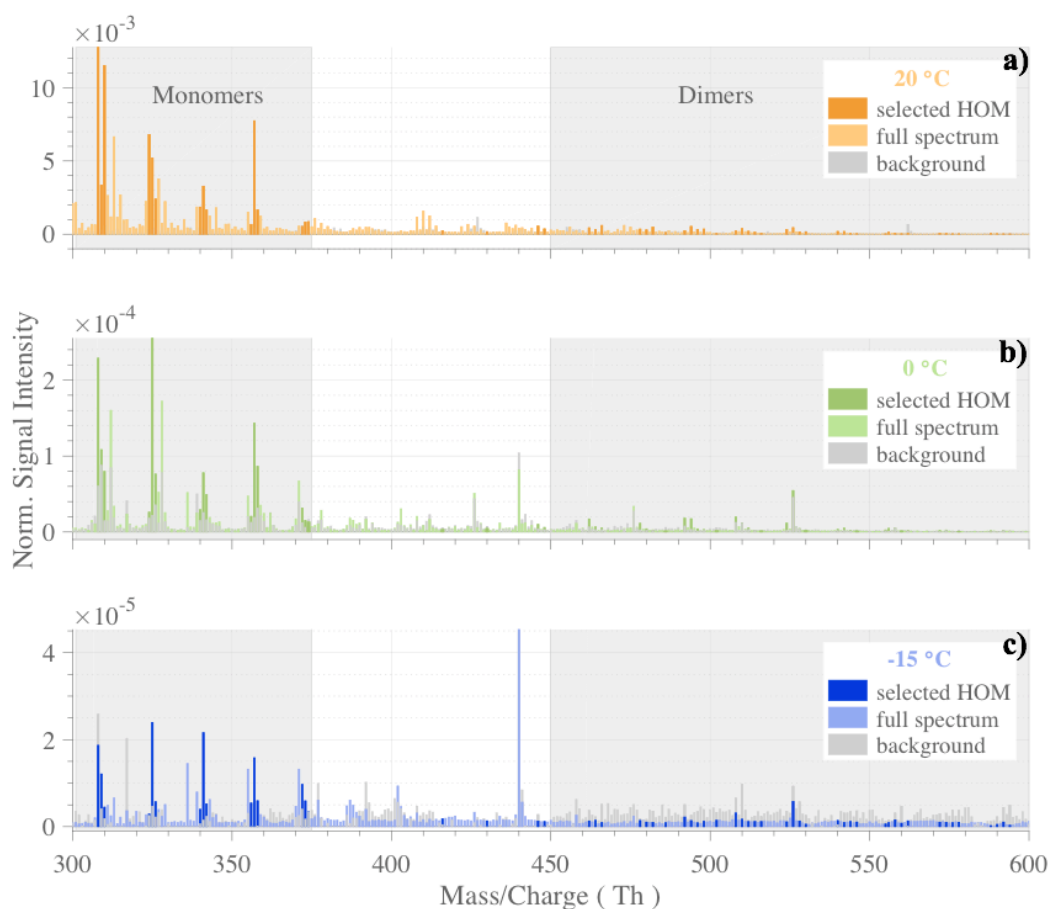 ×10⁻³
a)
10
5
0
Monomers
Dimers
20 °C
selected HOM
full spectrum
background
×10⁻⁴
b)
2
1
0
0 °C
selected HOM
full spectrum
background
Norm. Signal Intensity
×10⁻⁵
c)
4
2
0
-15 °C
selected HOM
full spectrum
background
300 350 400 450 500 550 600
Mass/Charge ( Th )